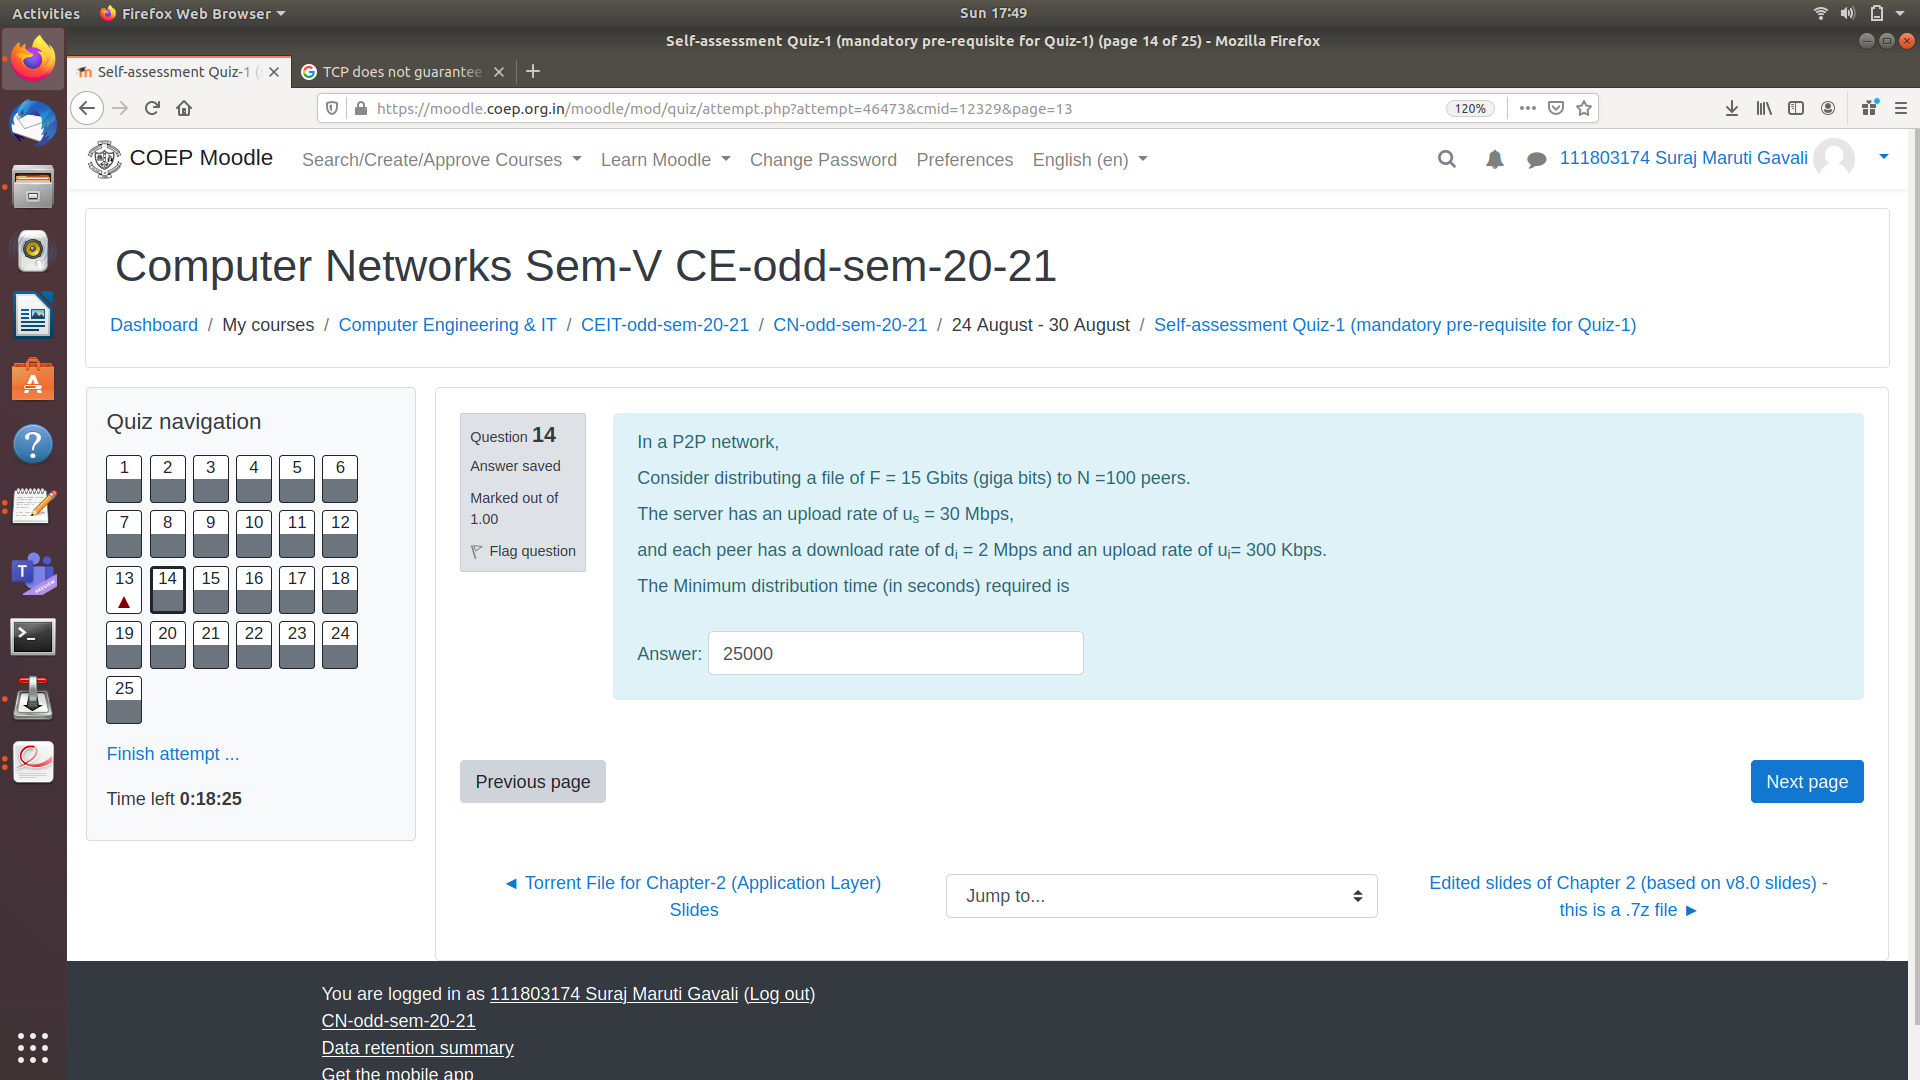 Activities
Firefox Web Browser
Sun 17:49
Self-assessment Quiz-1 (mandatory pre-requisite for Quiz-1) (page 14 of 25) - Mozilla Firefox
Self-assessment Quiz-1 (
TCP does not guarantee
https://moodle.coep.org.in/moodle/mod/quiz/attempt.php?attempt=46473&cmid=12329&page=13
120%
COEP Moodle
Search/Create/Approve Courses
Learn Moodle
Change Password
Preferences
English (en)
111803174 Suraj Maruti Gavali
Computer Networks Sem-V CE-odd-sem-20-21
Dashboard / My courses / Computer Engineering & IT / CEIT-odd-sem-20-21 / CN-odd-sem-20-21 / 24 August - 30 August / Self-assessment Quiz-1 (mandatory pre-requisite for Quiz-1)
Quiz navigation
1 2 3 4 5 6
7 8 9 10 11 12
13 14 15 16 17 18
19 20 21 22 23 24
25
Finish attempt ...
Time left 0:18:25
Question 14
Answer saved
Marked out of
1.00
Flag question
In a P2P network,
Consider distributing a file of F = 15 Gbits (giga bits) to N =100 peers.
The server has an upload rate of us = 30 Mbps,
and each peer has a download rate of di = 2 Mbps and an upload rate of ui= 300 Kbps.
The Minimum distribution time (in seconds) required is
Answer: 25000
Previous page
Next page
◄ Torrent File for Chapter-2 (Application Layer)
Slides
Jump to...
Edited slides of Chapter 2 (based on v8.0 slides) -
this is a .7z file ►
You are logged in as 111803174 Suraj Maruti Gavali (Log out)
CN-odd-sem-20-21
Data retention summary
Get the mobile app